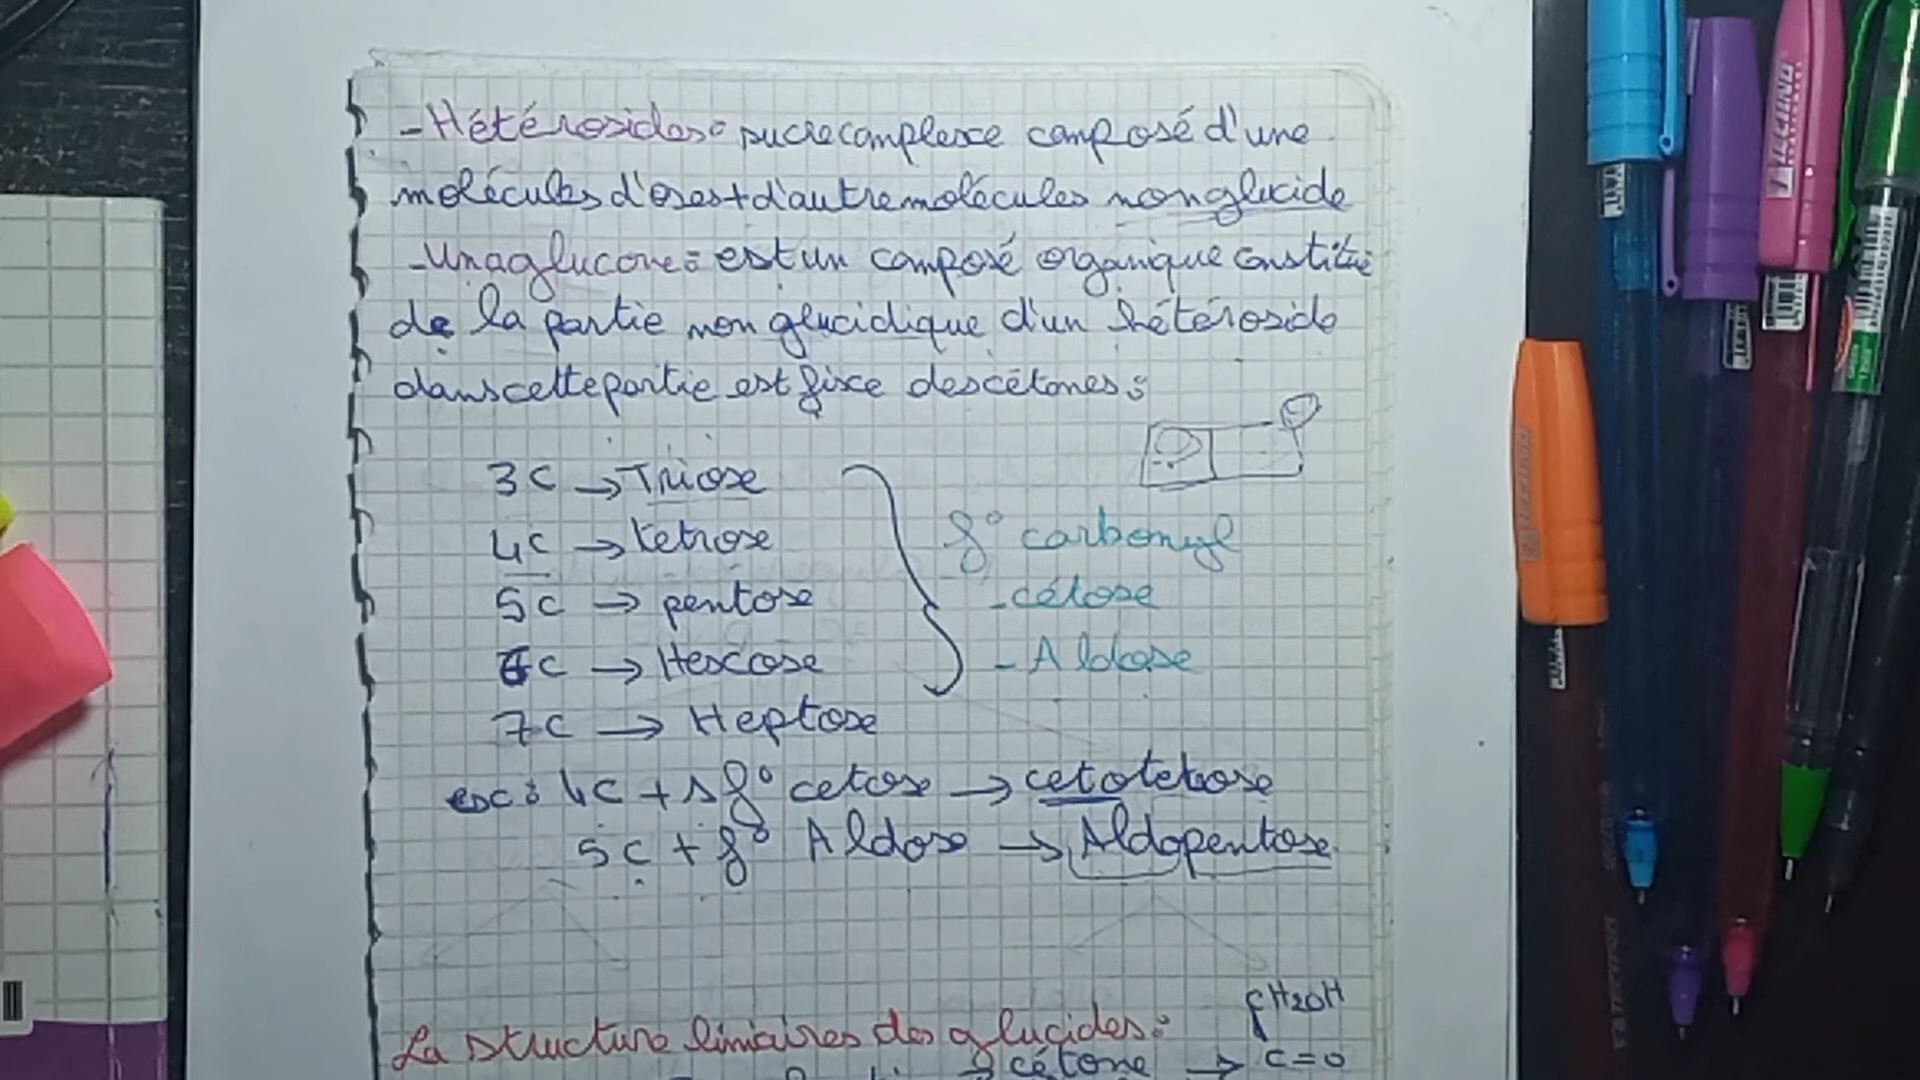 - Hétérosides: sucre complexe composé d'une
molécules d'oses + d'autre molécules non glucide
- Un aglucone: est un composé organique constitué
de la partie non glucidique d'un hétéroside
dans cette partie est fixe des cétones:
3C → Triose
4C → tetrose
5C → pentose
6C → Hexose
7C → Heptose
f° carbonyl
- cétose
- Aldose
ex: 4C + 1 f° cetose → cetotetrose
5C + f° Aldose → Aldopentose
La structure liniaires des glucides:
CH2OH
cétone → C=O
TECHNO